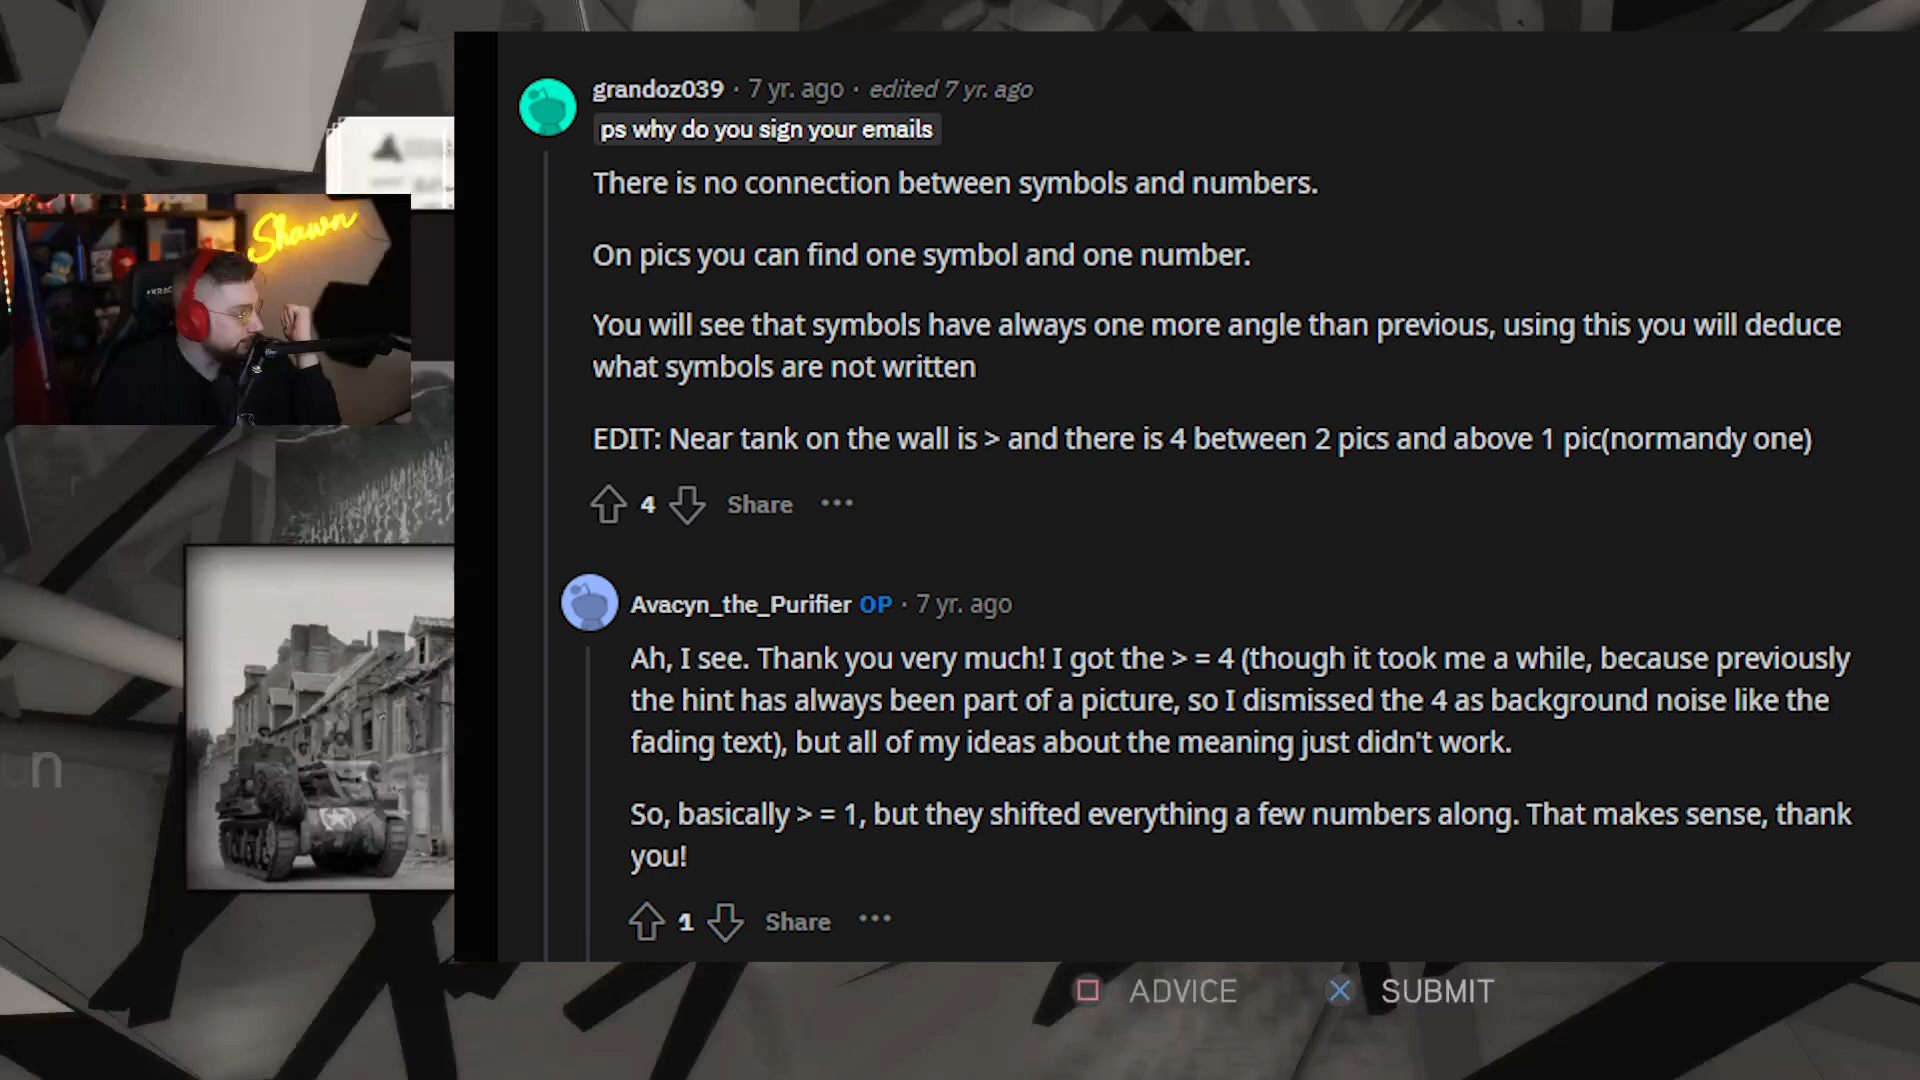 grandoz039 · 7 yr. ago · edited 7 yr. ago
ps why do you sign your emails
There is no connection between symbols and numbers.
On pics you can find one symbol and one number.
You will see that symbols have always one more angle than previous, using this you will deduce
what symbols are not written
EDIT: Near tank on the wall is > and there is 4 between 2 pics and above 1 pic(normandy one)
4 Share ···
Shawn
Avacyn_the_Purifier OP · 7 yr. ago
Ah, I see. Thank you very much! I got the > = 4 (though it took me a while, because previously
the hint has always been part of a picture, so I dismissed the 4 as background noise like the
fading text), but all of my ideas about the meaning just didn't work.
So, basically > = 1, but they shifted everything a few numbers along. That makes sense, thank
you!
1 Share ···
ADVICE SUBMIT